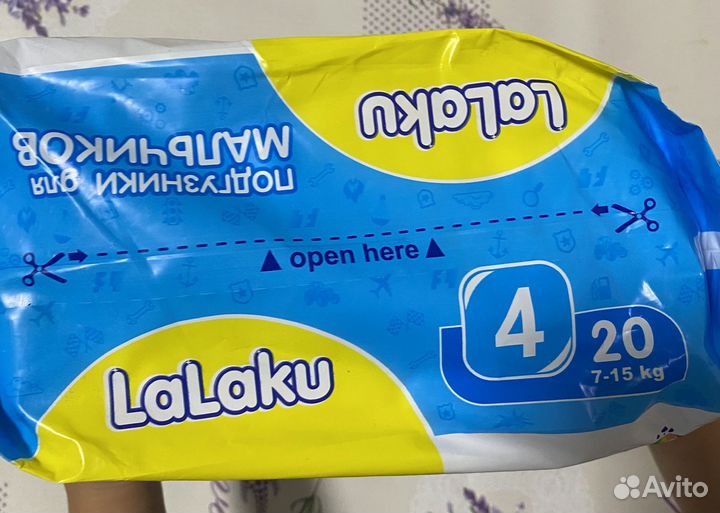 LaLaku
ПОДГУЗНИКИ для
МАЛЬЧИКОВ
▲ open here ▲
4
20
7-15 kg
LaLaku
Avito